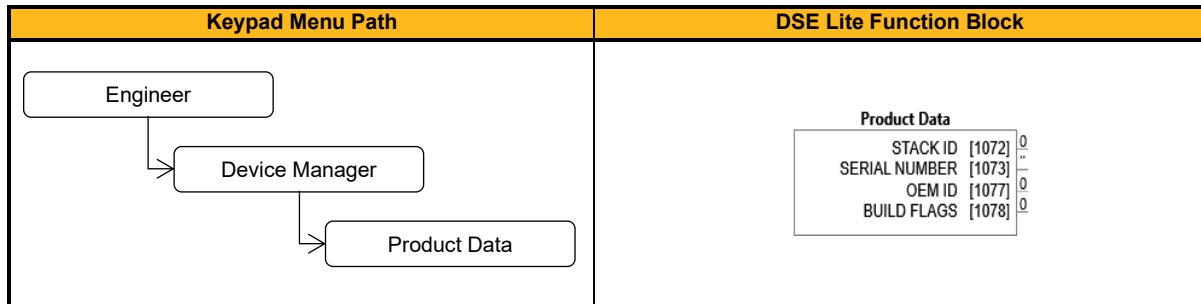 Keypad Menu Path
DSE Lite Function Block
Engineer
Device Manager
Product Data
Product Data
STACK ID [1072] 0
SERIAL NUMBER [1073] ''
OEM ID [1077] 0
BUILD FLAGS [1078] 0